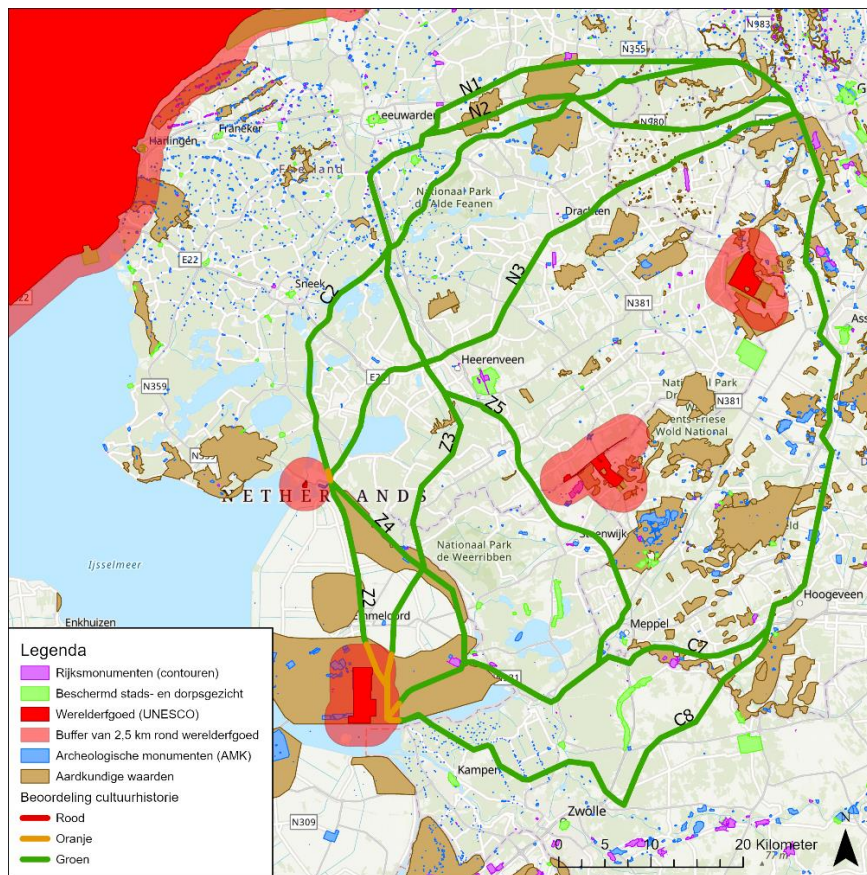 N983
N355
N1
Leeuwarden
N2
Franeker
Harlingen
N980
Nationaal Park
de Alde Feanen
Drachten
E22
N3
Sneek
C2
N381
N359
Heerenveen
Z5
N381
Z3
NETHERLANDS
Z4
Steenwijk
Nationaal Park
de Weerribben
IJsselmeer
Hoogeveen
Enkhuizen
Z2
Emmeloord
Meppel
C7
Legenda
Rijksmonumenten (contouren)
Beschermd stads- en dorpsgezicht
Werelderfgoed (UNESCO)
Buffer van 2,5 km rond werelderfgoed
Archeologische monumenten (AMK)
Aardkundige waarden
Beoordeling cultuurhistorie
Rood
Oranje
Groen
C8
Kampen
Zwolle
N309
N
0 5 10 20 Kilometer